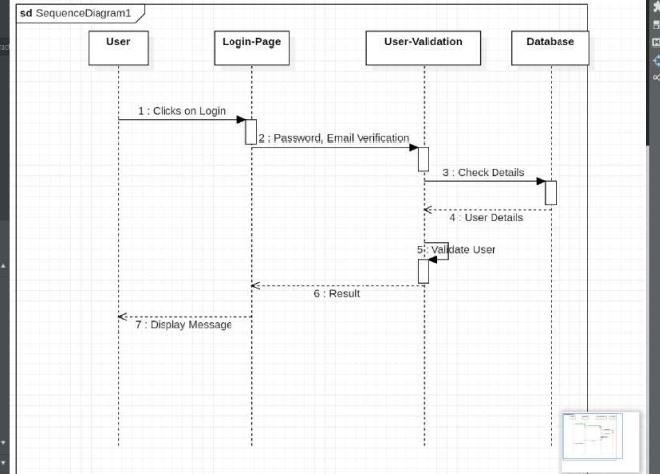 sd SequenceDiagram1
User
Login-Page
User-Validation
Database
1 : Clicks on Login
2 : Password, Email Verification
3 : Check Details
4 : User Details
5 : Validate User
6 : Result
7 : Display Message